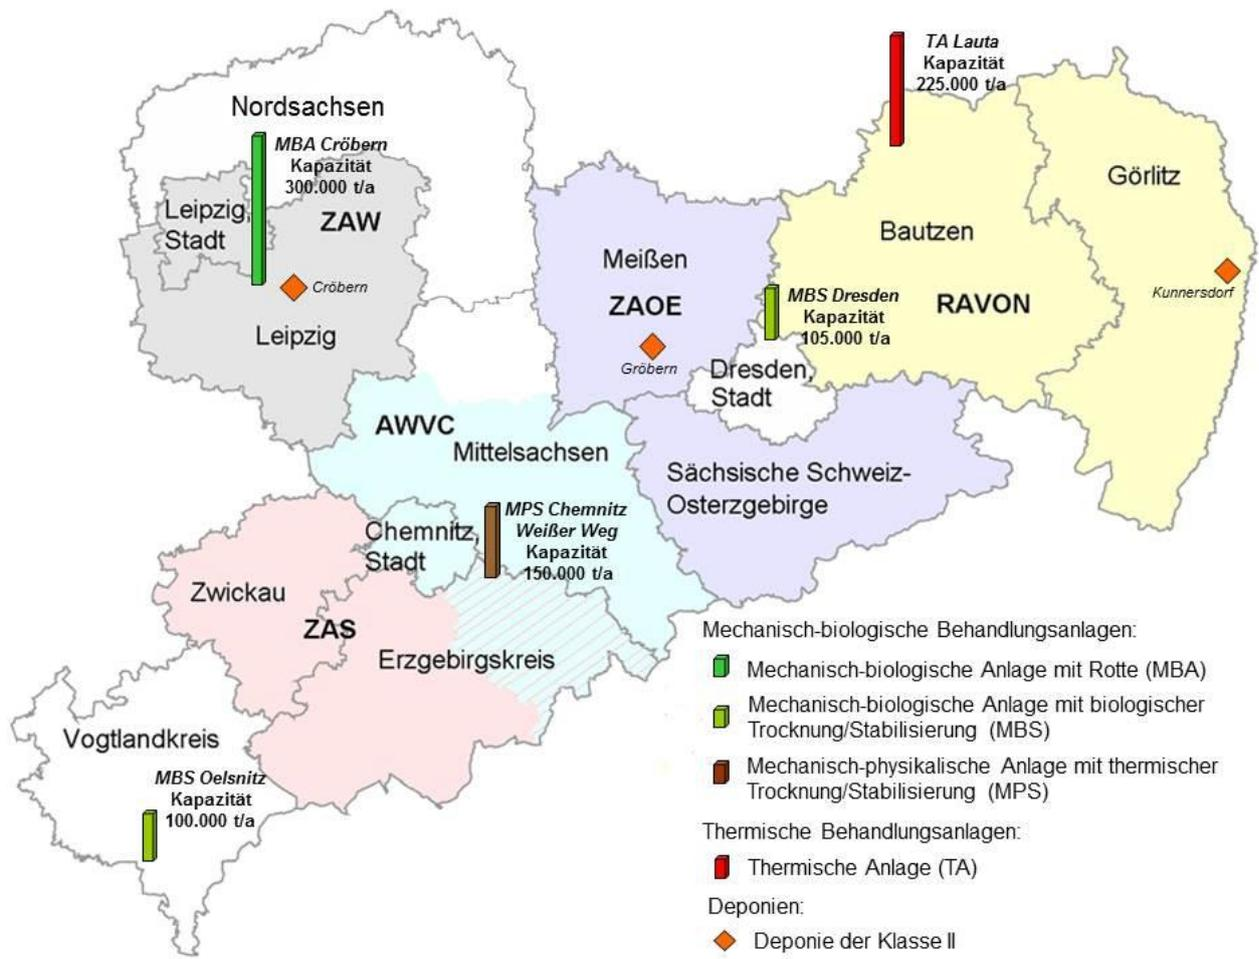 TA Lauta
Kapazität
225.000 t/a
Nordsachsen
MBA Cröbern
Kapazität
300.000 t/a
Leipzig,
Stadt
ZAW
Cröbern
Leipzig
Meißen
ZAOE
Gröbern
Görlitz
Bautzen
RAVON
Kunnersdorf
MBS Dresden
Kapazität
105.000 t/a
Dresden,
Stadt
AWVC
Mittelsachsen
Sächsische Schweiz-
Osterzgebirge
MPS Chemnitz
Weißer Weg
Kapazität
150.000 t/a
Chemnitz,
Stadt
Zwickau
ZAS
Erzgebirgskreis
Vogtlandkreis
MBS Oelsnitz
Kapazität
100.000 t/a
Mechanisch-biologische Behandlungsanlagen:
Mechanisch-biologische Anlage mit Rotte (MBA)
Mechanisch-biologische Anlage mit biologischer
Trocknung/Stabilisierung (MBS)
Mechanisch-physikalische Anlage mit thermischer
Trocknung/Stabilisierung (MPS)
Thermische Behandlungsanlagen:
Thermische Anlage (TA)
Deponien:
Deponie der Klasse II